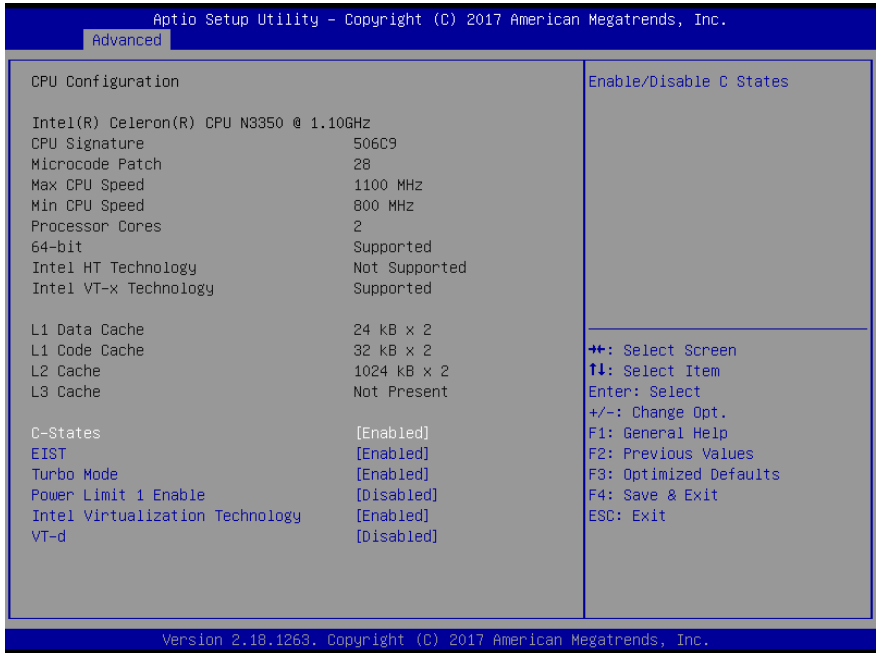 Aptio Setup Utility – Copyright (C) 2017 American Megatrends, Inc.
Advanced
CPU Configuration
Intel(R) Celeron(R) CPU N3350 @ 1.10GHz
CPU Signature 506C9
Microcode Patch 28
Max CPU Speed 1100 MHz
Min CPU Speed 800 MHz
Processor Cores 2
64-bit Supported
Intel HT Technology Not Supported
Intel VT-x Technology Supported
L1 Data Cache 24 kB x 2
L1 Code Cache 32 kB x 2
L2 Cache 1024 kB x 2
L3 Cache Not Present
C-States [Enabled]
EIST [Enabled]
Turbo Mode [Enabled]
Power Limit 1 Enable [Disabled]
Intel Virtualization Technology [Enabled]
VT-d [Disabled]
Enable/Disable C States
→←: Select Screen
↑↓: Select Item
Enter: Select
+/-: Change Opt.
F1: General Help
F2: Previous Values
F3: Optimized Defaults
F4: Save & Exit
ESC: Exit
Version 2.18.1263. Copyright (C) 2017 American Megatrends, Inc.